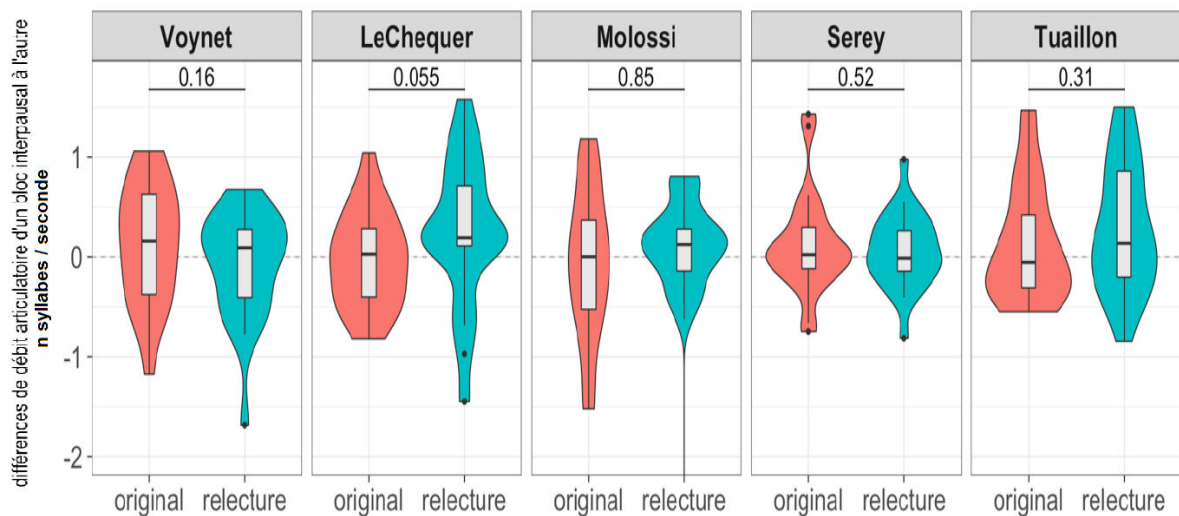 Voynet LeChequer Molossi Serey Tuaillon
0.16 0.055 0.85 0.52 0.31
différences de débit articulatoire d'un bloc interpausal à l'autre
n syllabes / seconde
1
0
-1
-2
original relecture original relecture original relecture original relecture original relecture